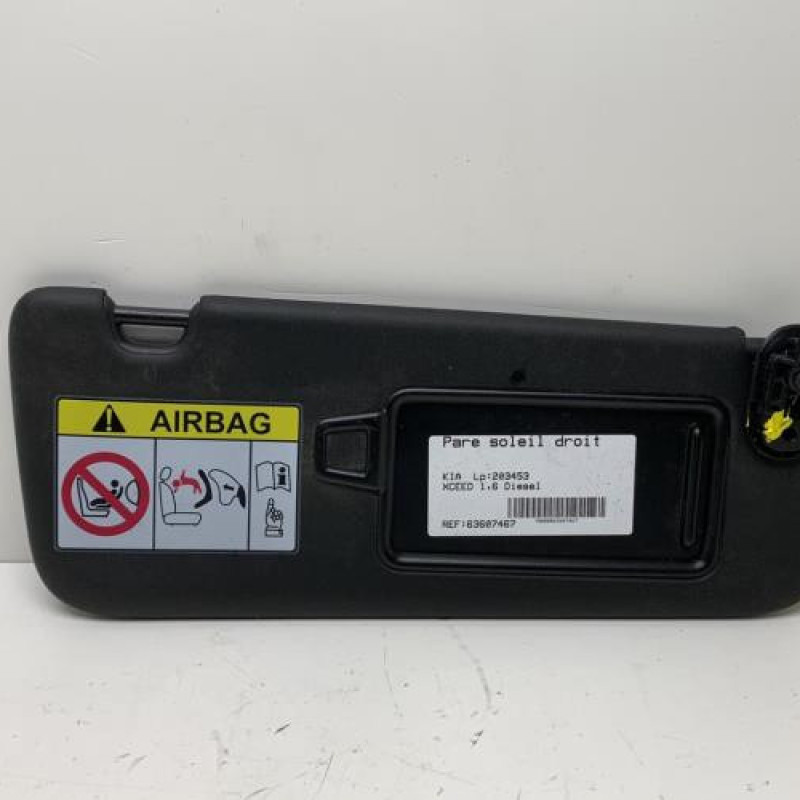 AIRBAG
Pare soleil droit
KIA Lp:203453
XCEED 1.6 Diesel
REF:63607467